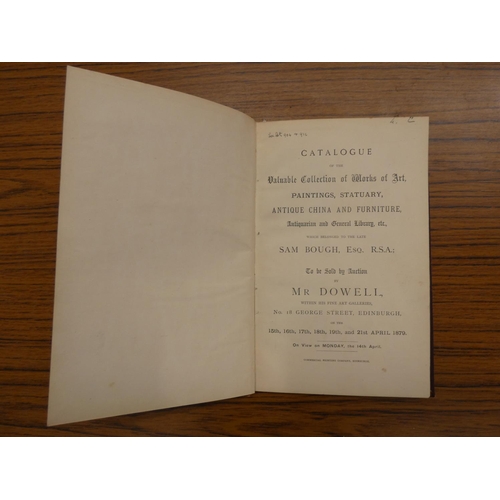 CATALOGUE
OF THE
Valuable Collection of Works of Art,
PAINTINGS, STATUARY,
ANTIQUE CHINA AND FURNITURE,
Antiquarian and General Library, etc.,
WHICH BELONGED TO THE LATE
SAM BOUGH, ESQ., R.S.A.;
To be Sold by Auction
BY
MR DOWELL,
WITHIN HIS FINE ART GALLERIES,
No. 18 GEORGE STREET, EDINBURGH,
ON THE
15th, 16th, 17th, 18th, 19th, and 21st APRIL 1879.
On View on MONDAY, the 14th April.